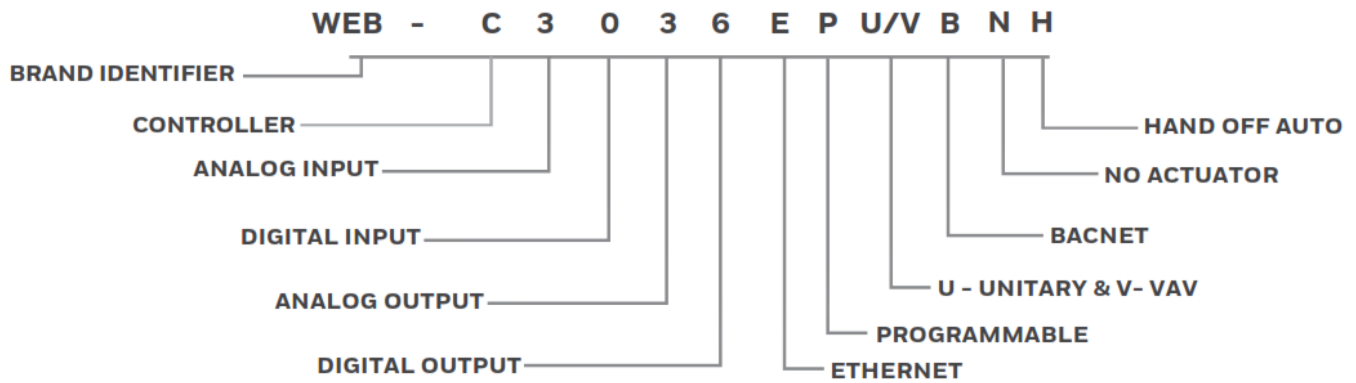 WEB - C 3 0 3 6 E P U/V B N H
BRAND IDENTIFIER
CONTROLLER
HAND OFF AUTO
ANALOG INPUT
NO ACTUATOR
DIGITAL INPUT
BACNET
ANALOG OUTPUT
U - UNITARY & V- VAV
PROGRAMMABLE
DIGITAL OUTPUT
ETHERNET